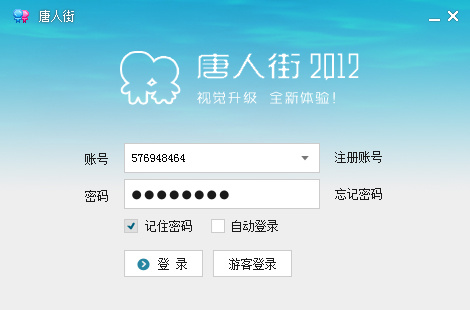 唐人街
唐人街 2012
视觉升级 全新体验!
账号 576948464 注册账号
密码 ●●●●●●●● 忘记密码
记住密码 自动登录
登 录 游客登录